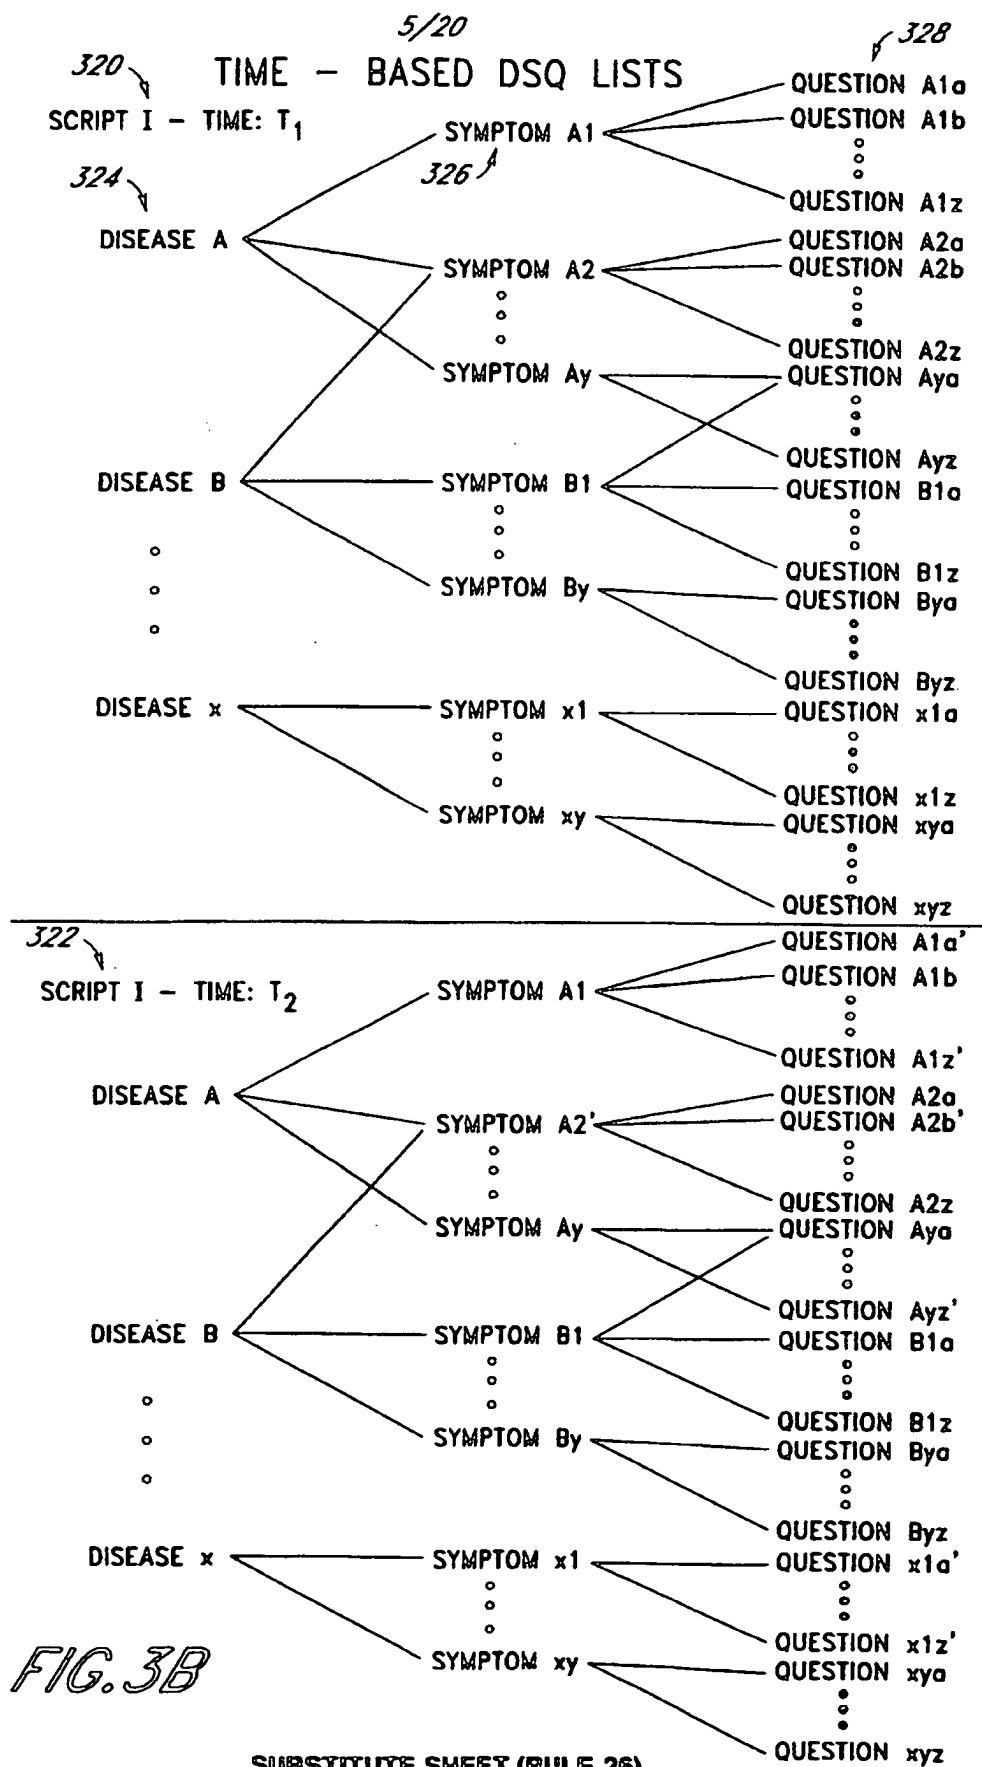 5/20
328
320
TIME - BASED DSQ LISTS
QUESTION A1a
SCRIPT I - TIME: T1
SYMPTOM A1
QUESTION A1b
326
324
QUESTION A1z
DISEASE A
QUESTION A2a
SYMPTOM A2
QUESTION A2b
QUESTION A2z
SYMPTOM Ay
QUESTION Aya
QUESTION Ayz
DISEASE B
SYMPTOM B1
QUESTION B1a
QUESTION B1z
SYMPTOM By
QUESTION Bya
QUESTION Byz
DISEASE x
SYMPTOM x1
QUESTION x1a
QUESTION x1z
SYMPTOM xy
QUESTION xya
QUESTION xyz
322
QUESTION A1a'
SCRIPT I - TIME: T2
SYMPTOM A1
QUESTION A1b
QUESTION A1z'
DISEASE A
QUESTION A2a
SYMPTOM A2'
QUESTION A2b'
QUESTION A2z
SYMPTOM Ay
QUESTION Aya
QUESTION Ayz'
DISEASE B
SYMPTOM B1
QUESTION B1a
QUESTION B1z
SYMPTOM By
QUESTION Bya
QUESTION Byz
DISEASE x
SYMPTOM x1
QUESTION x1a'
QUESTION x1z'
FIG. 3B
SYMPTOM xy
QUESTION xya
QUESTION xyz
SUBSTITUTE SHEET (RULE 26)